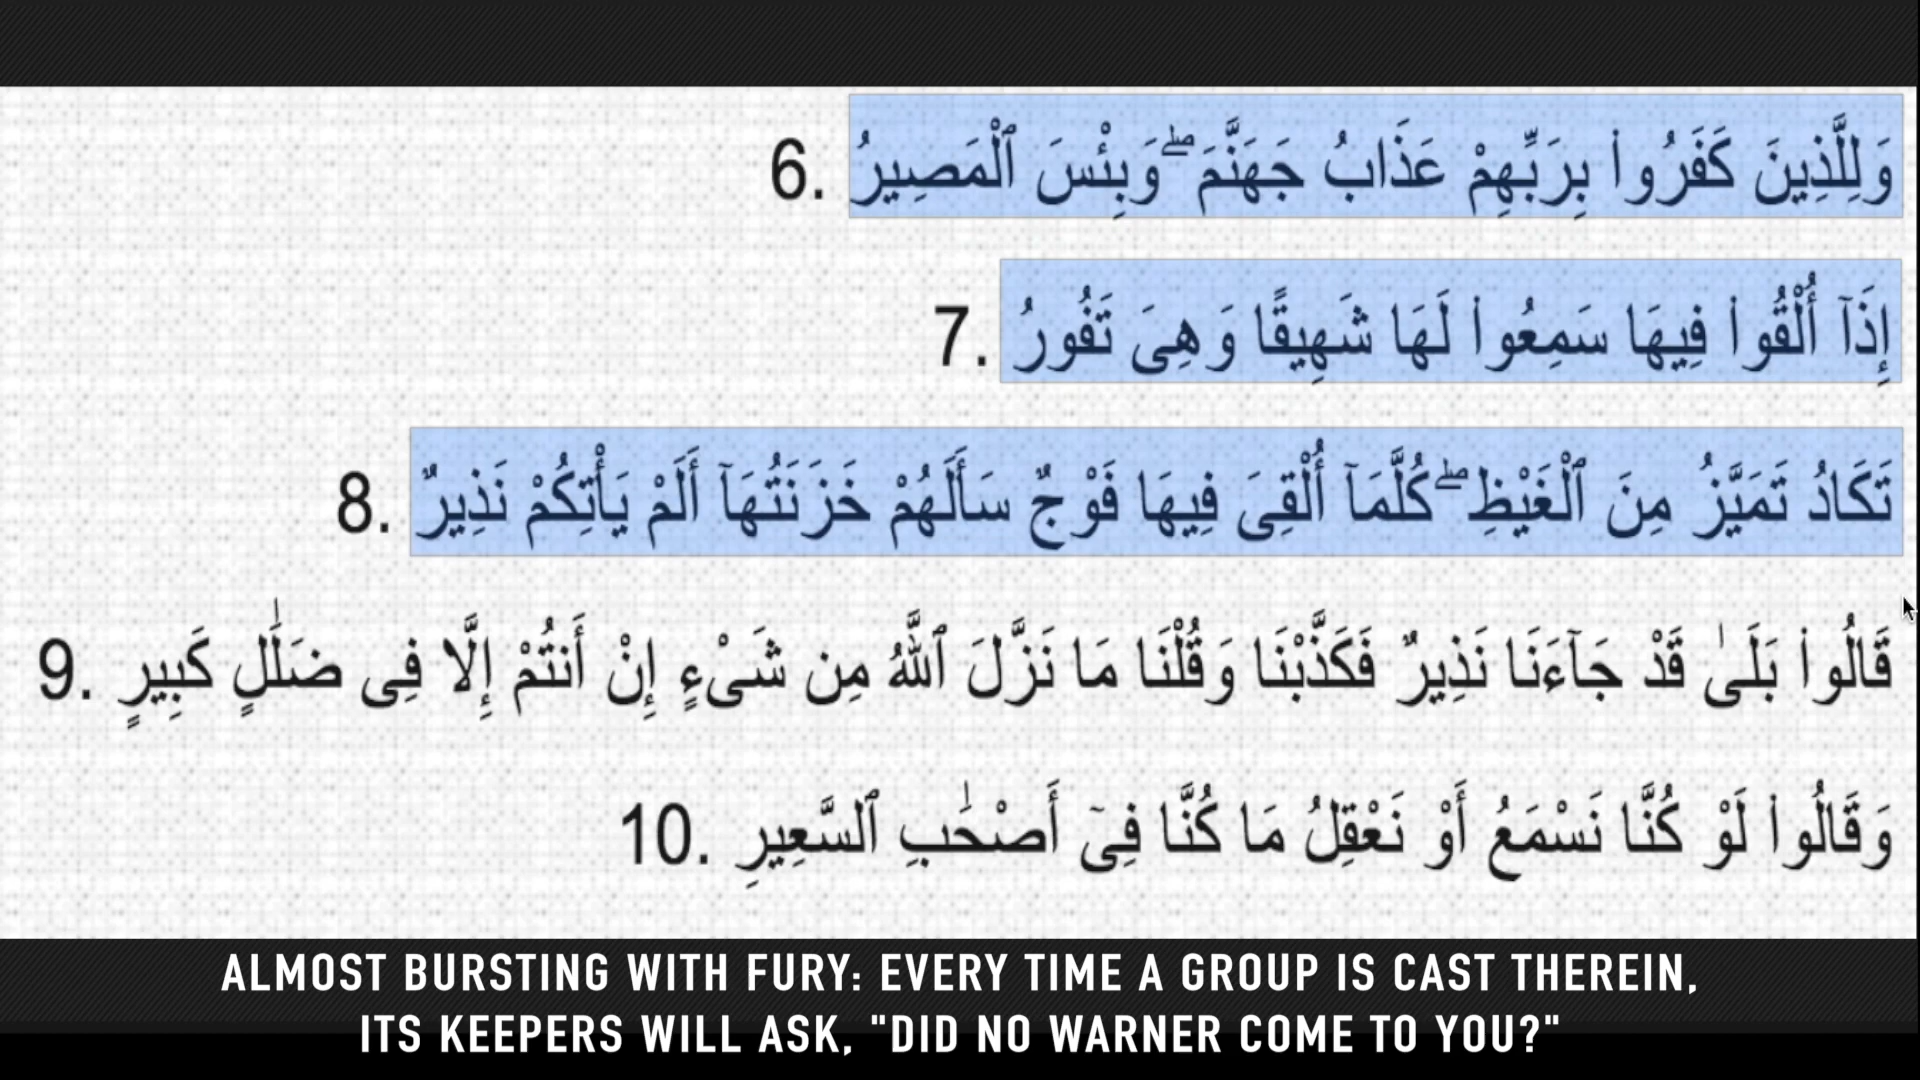 وَلِلَّذِينَ كَفَرُوا۟ بِرَبِّهِمْ عَذَابُ جَهَنَّمَ ۖ وَبِئْسَ ٱلْمَصِيرُ .6
إِذَآ أُلْقُوا۟ فِيهَا سَمِعُوا۟ لَهَا شَهِيقًا وَهِىَ تَفُورُ .7
تَكَادُ تَمَيَّزُ مِنَ ٱلْغَيْظِ ۖ كُلَّمَآ أُلْقِىَ فِيهَا فَوْجٌ سَأَلَهُمْ خَزَنَتُهَآ أَلَمْ يَأْتِكُمْ نَذِيرٌ .8
قَالُوا۟ بَلَىٰ قَدْ جَآءَنَا نَذِيرٌ فَكَذَّبْنَا وَقُلْنَا مَا نَزَّلَ ٱللَّهُ مِن شَىْءٍ إِنْ أَنتُمْ إِلَّا فِى ضَلَٰلٍ كَبِيرٍ .9
وَقَالُوا۟ لَوْ كُنَّا نَسْمَعُ أَوْ نَعْقِلُ مَا كُنَّا فِىٓ أَصْحَٰبِ ٱلسَّعِيرِ .10
ALMOST BURSTING WITH FURY: EVERY TIME A GROUP IS CAST THEREIN,
ITS KEEPERS WILL ASK, "DID NO WARNER COME TO YOU?"